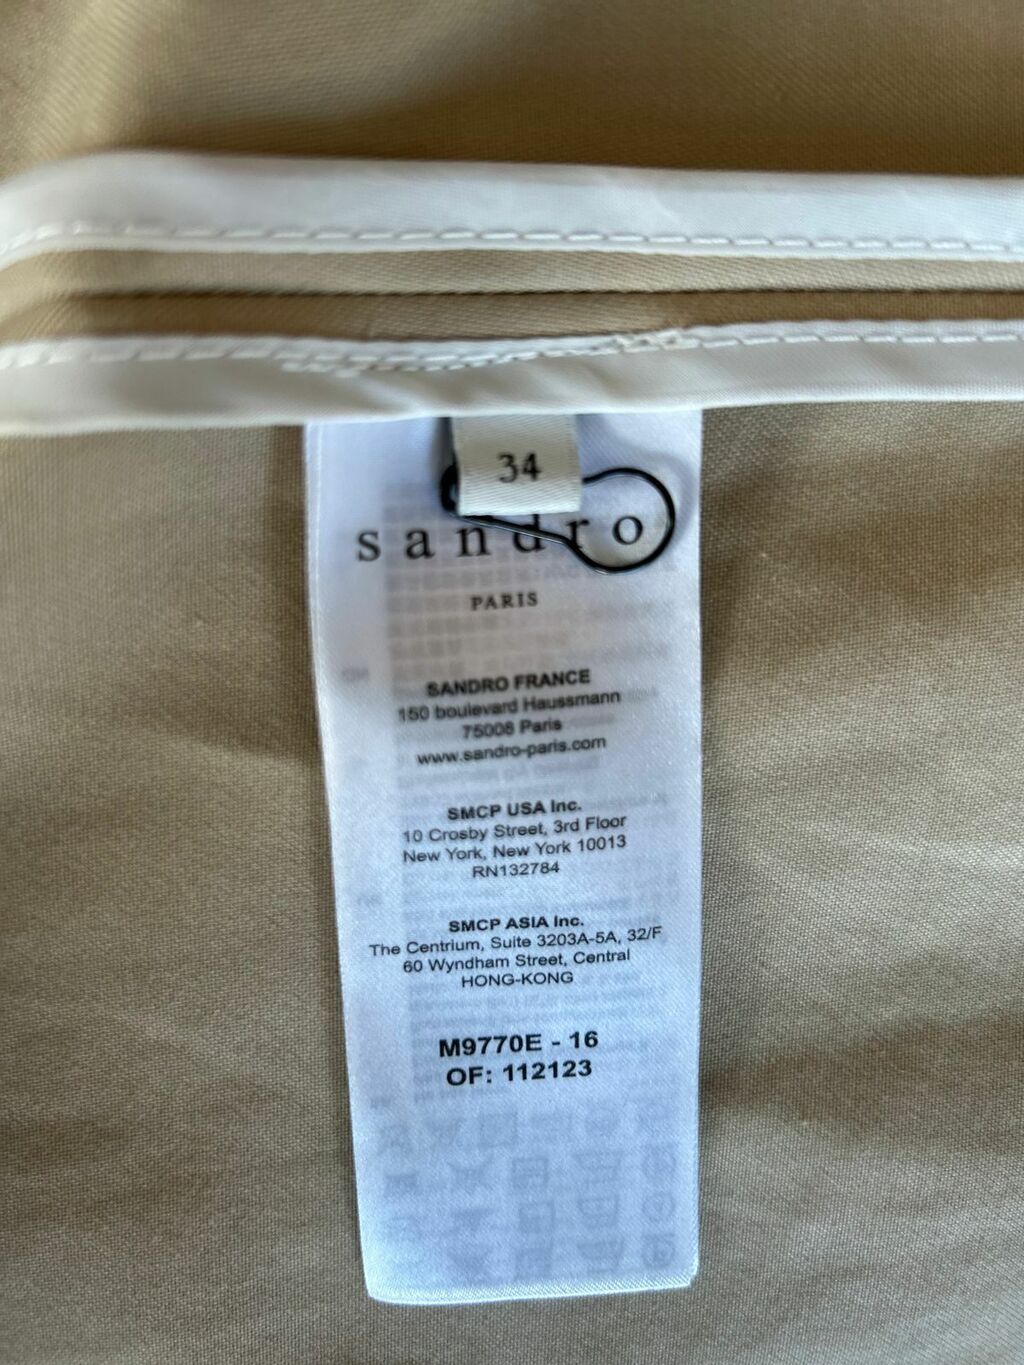 34
sandro
PARIS
SANDRO FRANCE
150 boulevard Haussmann
75008 Paris
www.sandro-paris.com
SMCP USA Inc.
10 Crosby Street, 3rd Floor
New York, New York 10013
RN132784
SMCP ASIA Inc.
The Centrium, Suite 3203A-5A, 32/F
60 Wyndham Street, Central
HONG-KONG
M9770E - 16
OF: 112123